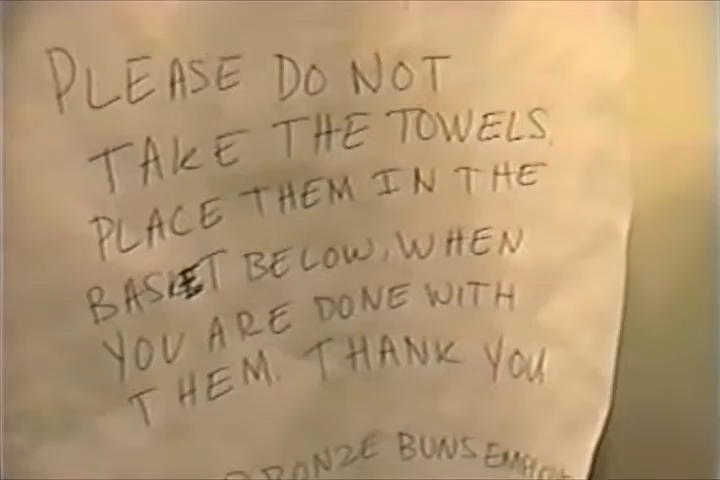 PLEASE DO NOT
TAKE THE TOWELS.
PLACE THEM IN THE
BASKET BELOW, WHEN
YOU ARE DONE WITH
THEM. THANK YOU
BRONZE BUNS